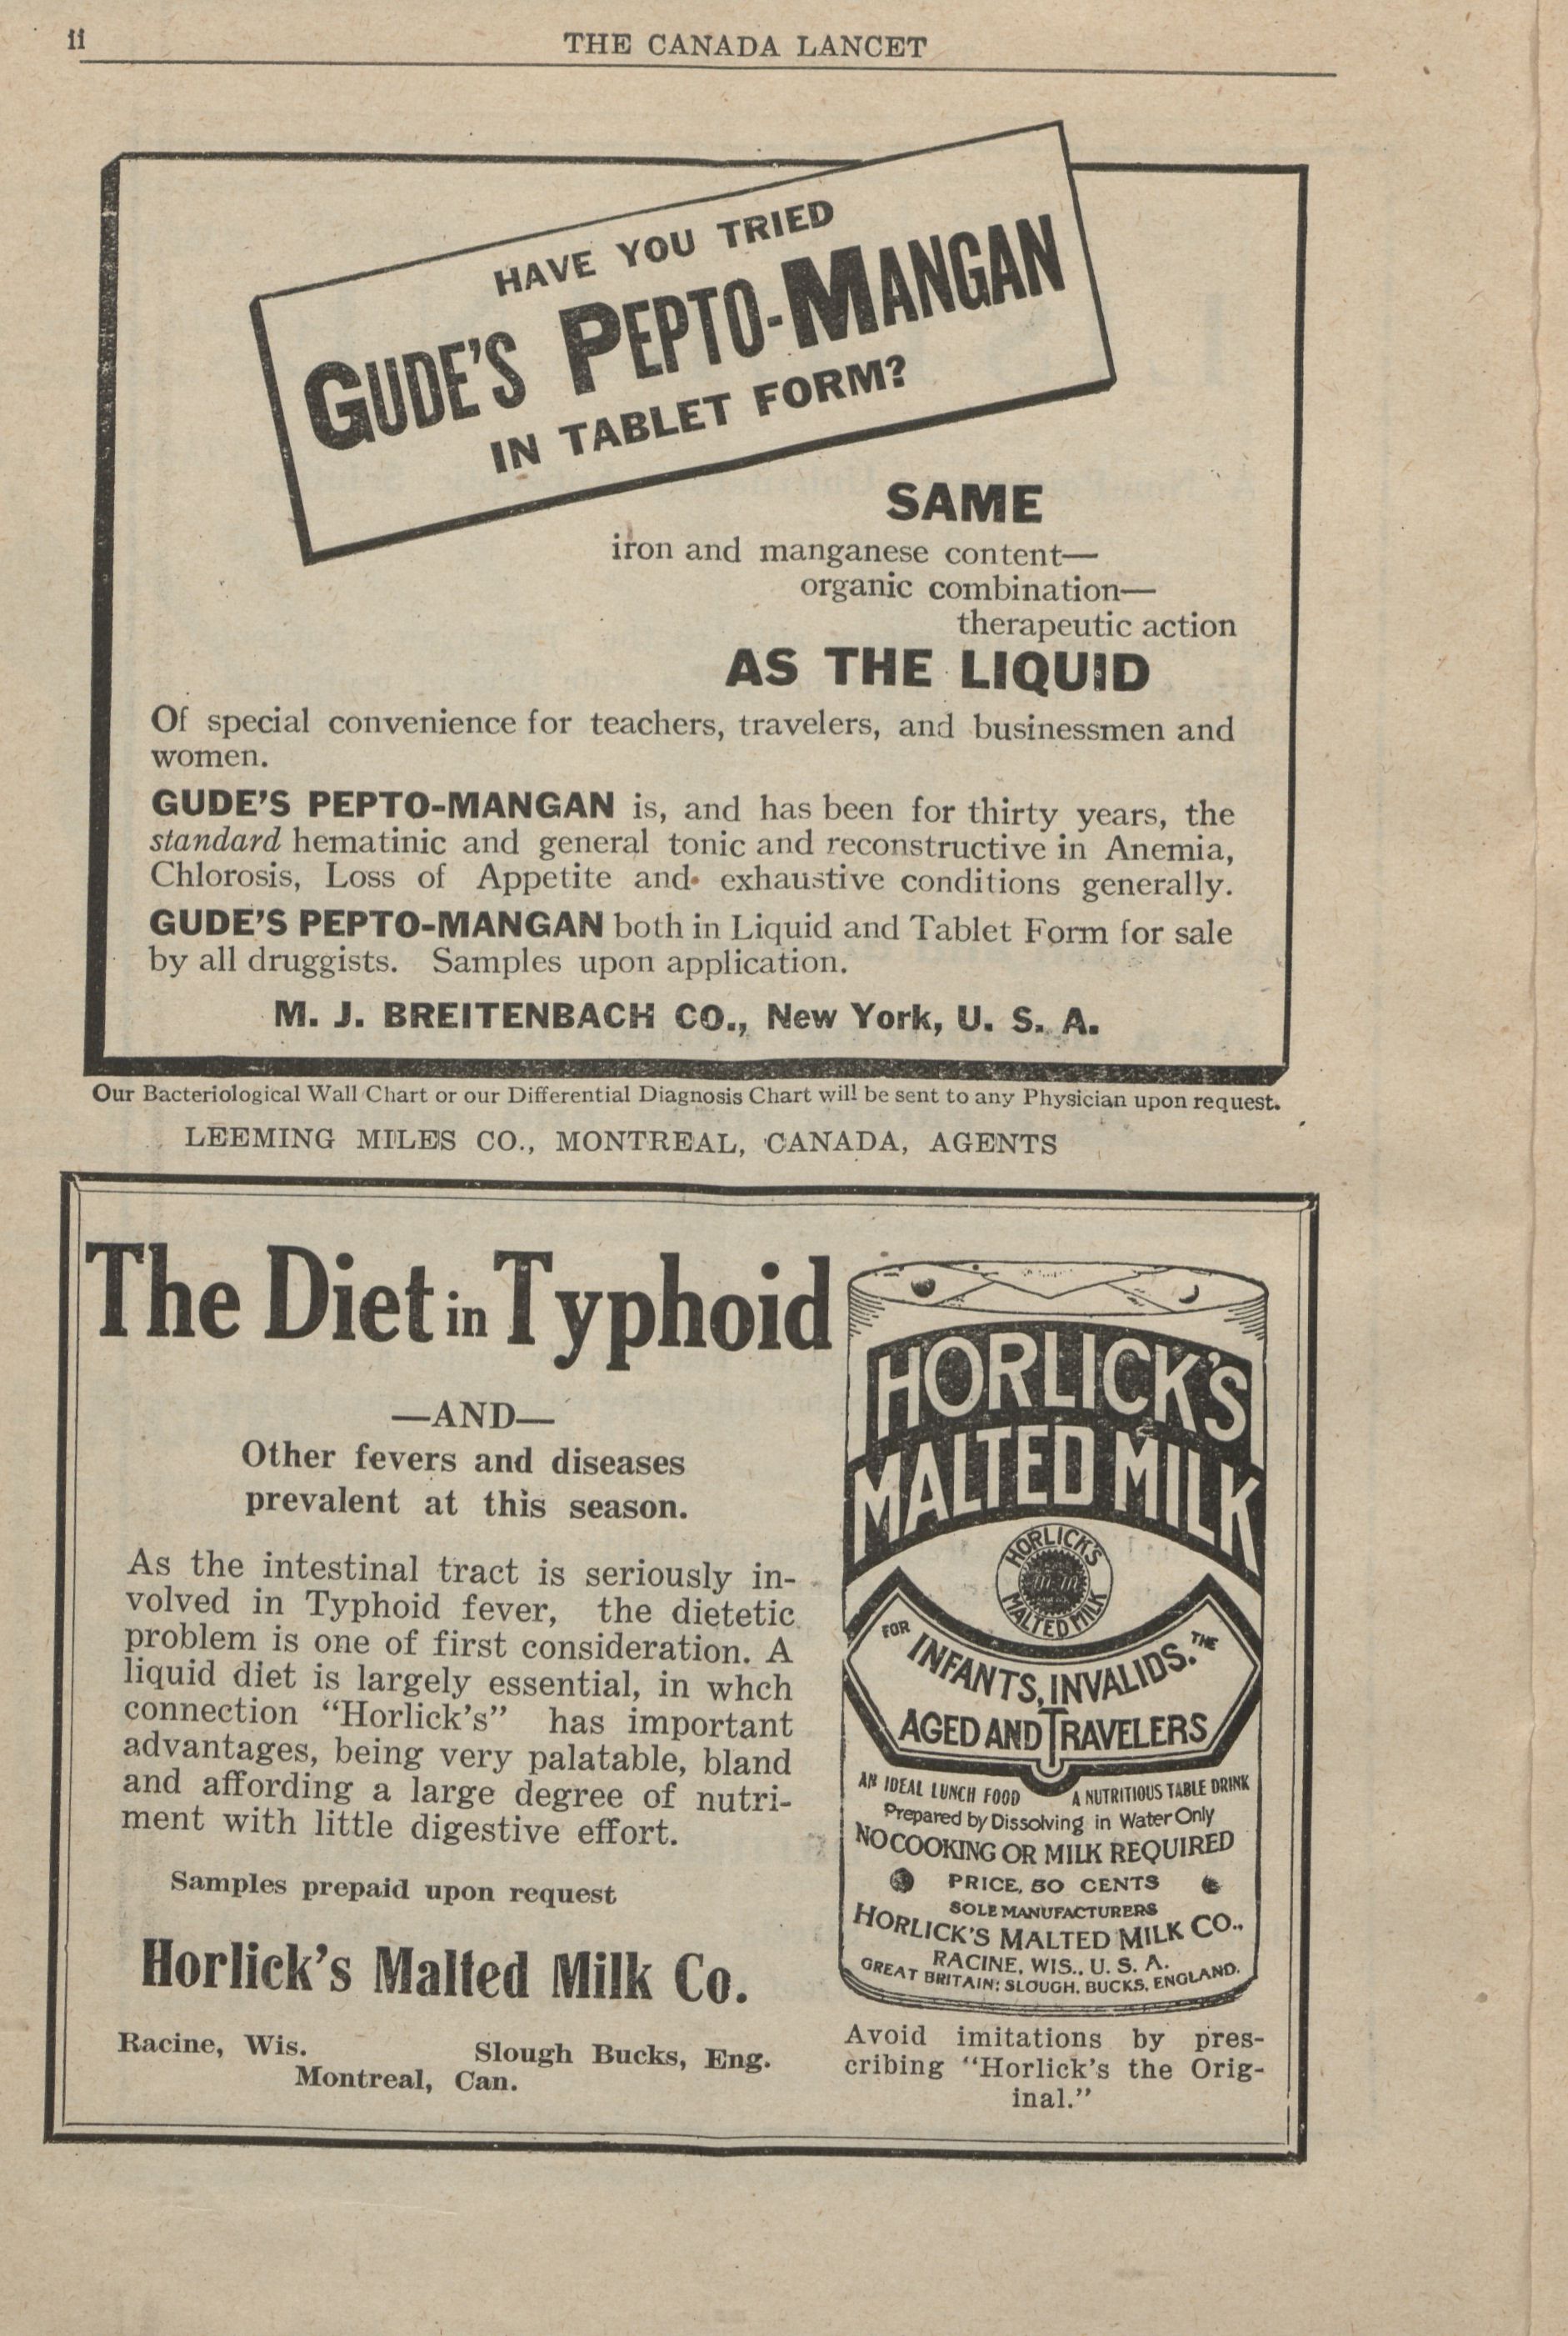 ii
THE CANADA LANCET
HAVE YOU TRIED
GUDE'S PEPTO-MANGAN
IN TABLET FORM?
SAME
iron and manganese content—
organic combination—
therapeutic action
AS THE LIQUID
Of special convenience for teachers, travelers, and businessmen and
women.
GUDE'S PEPTO-MANGAN is, and has been for thirty years, the
standard hematinic and general tonic and reconstructive in Anemia,
Chlorosis, Loss of Appetite and exhaustive conditions generally.
GUDE'S PEPTO-MANGAN both in Liquid and Tablet Form for sale
by all druggists. Samples upon application.
M. J. BREITENBACH CO., New York, U. S. A.
Our Bacteriological Wall Chart or our Differential Diagnosis Chart will be sent to any Physician upon request.
LEEMING MILES CO., MONTREAL, CANADA, AGENTS
The Diet in Typhoid
—AND—
Other fevers and diseases
prevalent at this season.
As the intestinal tract is seriously in-
volved in Typhoid fever, the dietetic
problem is one of first consideration. A
liquid diet is largely essential, in whch
connection "Horlick's" has important
advantages, being very palatable, bland
and affording a large degree of nutri-
ment with little digestive effort.
Samples prepaid upon request
Horlick's Malted Milk Co.
Racine, Wis. Slough Bucks, Eng.
Montreal, Can.
HORLICK'S
MALTED MILK
HORLICK'S
MALTED MILK
FOR
INFANTS, INVALIDS. THE
AGED AND TRAVELERS
AN IDEAL LUNCH FOOD A NUTRITIOUS TABLE DRINK
Prepared by Dissolving in Water Only
NO COOKING OR MILK REQUIRED
PRICE, 50 CENTS
SOLE MANUFACTURERS
HORLICK'S MALTED MILK CO.,
RACINE, WIS., U. S. A.
GREAT BRITAIN: SLOUGH, BUCKS, ENGLAND.
Avoid imitations by pres-
cribing "Horlick's the Orig-
inal."